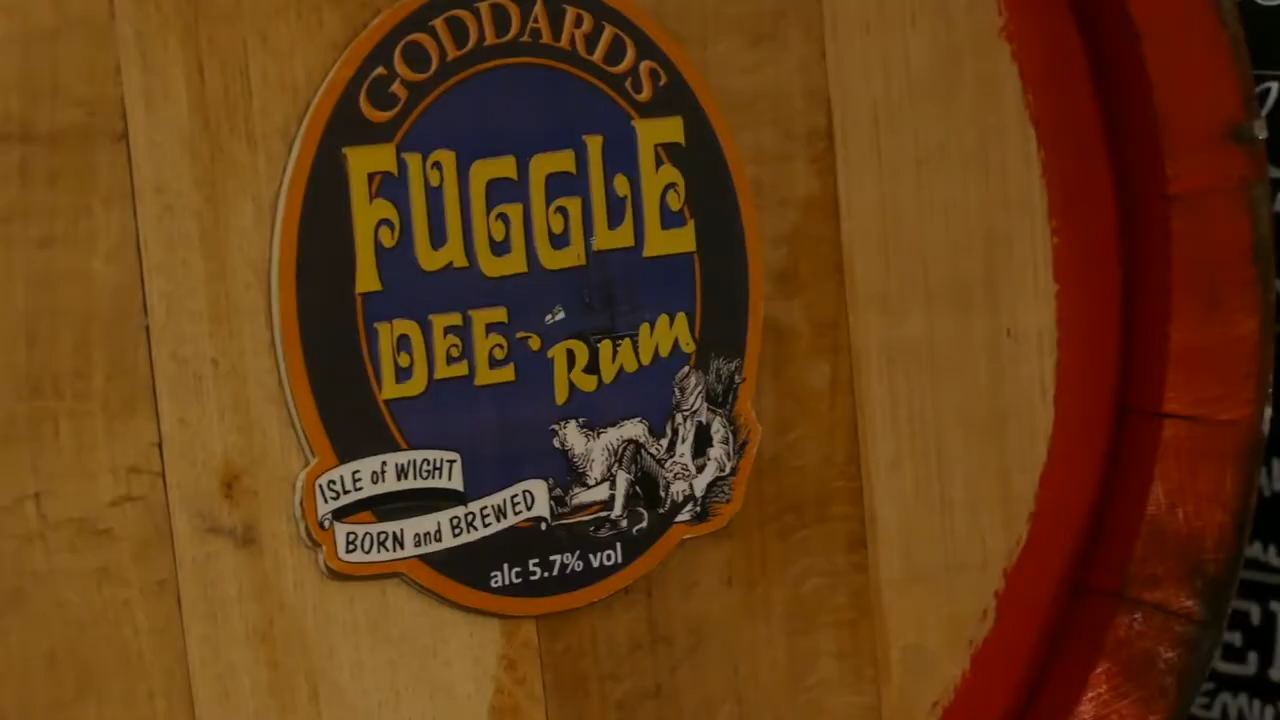 GODDARDS
FUGGLE
DEE-Rum
ISLE of WIGHT
BORN and BREWED
alc 5.7% vol